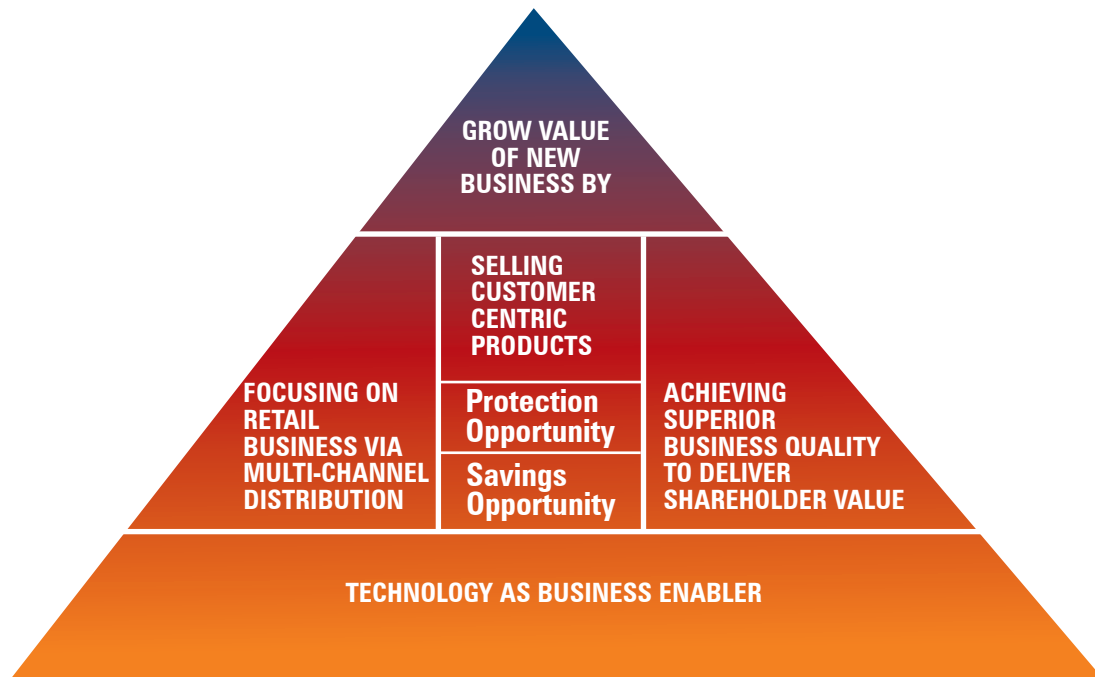 GROW VALUE
OF NEW
BUSINESS BY
FOCUSING ON
RETAIL
BUSINESS VIA
MULTI-CHANNEL
DISTRIBUTION
SELLING
CUSTOMER
CENTRIC
PRODUCTS
Protection
Opportunity
Savings
Opportunity
ACHIEVING
SUPERIOR
BUSINESS QUALITY
TO DELIVER
SHAREHOLDER VALUE
TECHNOLOGY AS BUSINESS ENABLER